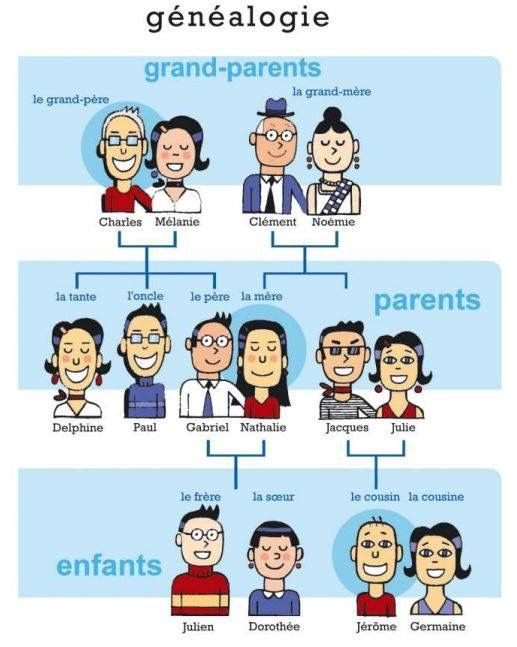 généalogie
grand-parents
le grand-père
la grand-mère
Charles Mélanie Clément Noémie
la tante l'oncle le père la mère parents
Delphine Paul Gabriel Nathalie Jacques Julie
le frère la sœur le cousin la cousine
enfants
Julien Dorothée Jérôme Germaine